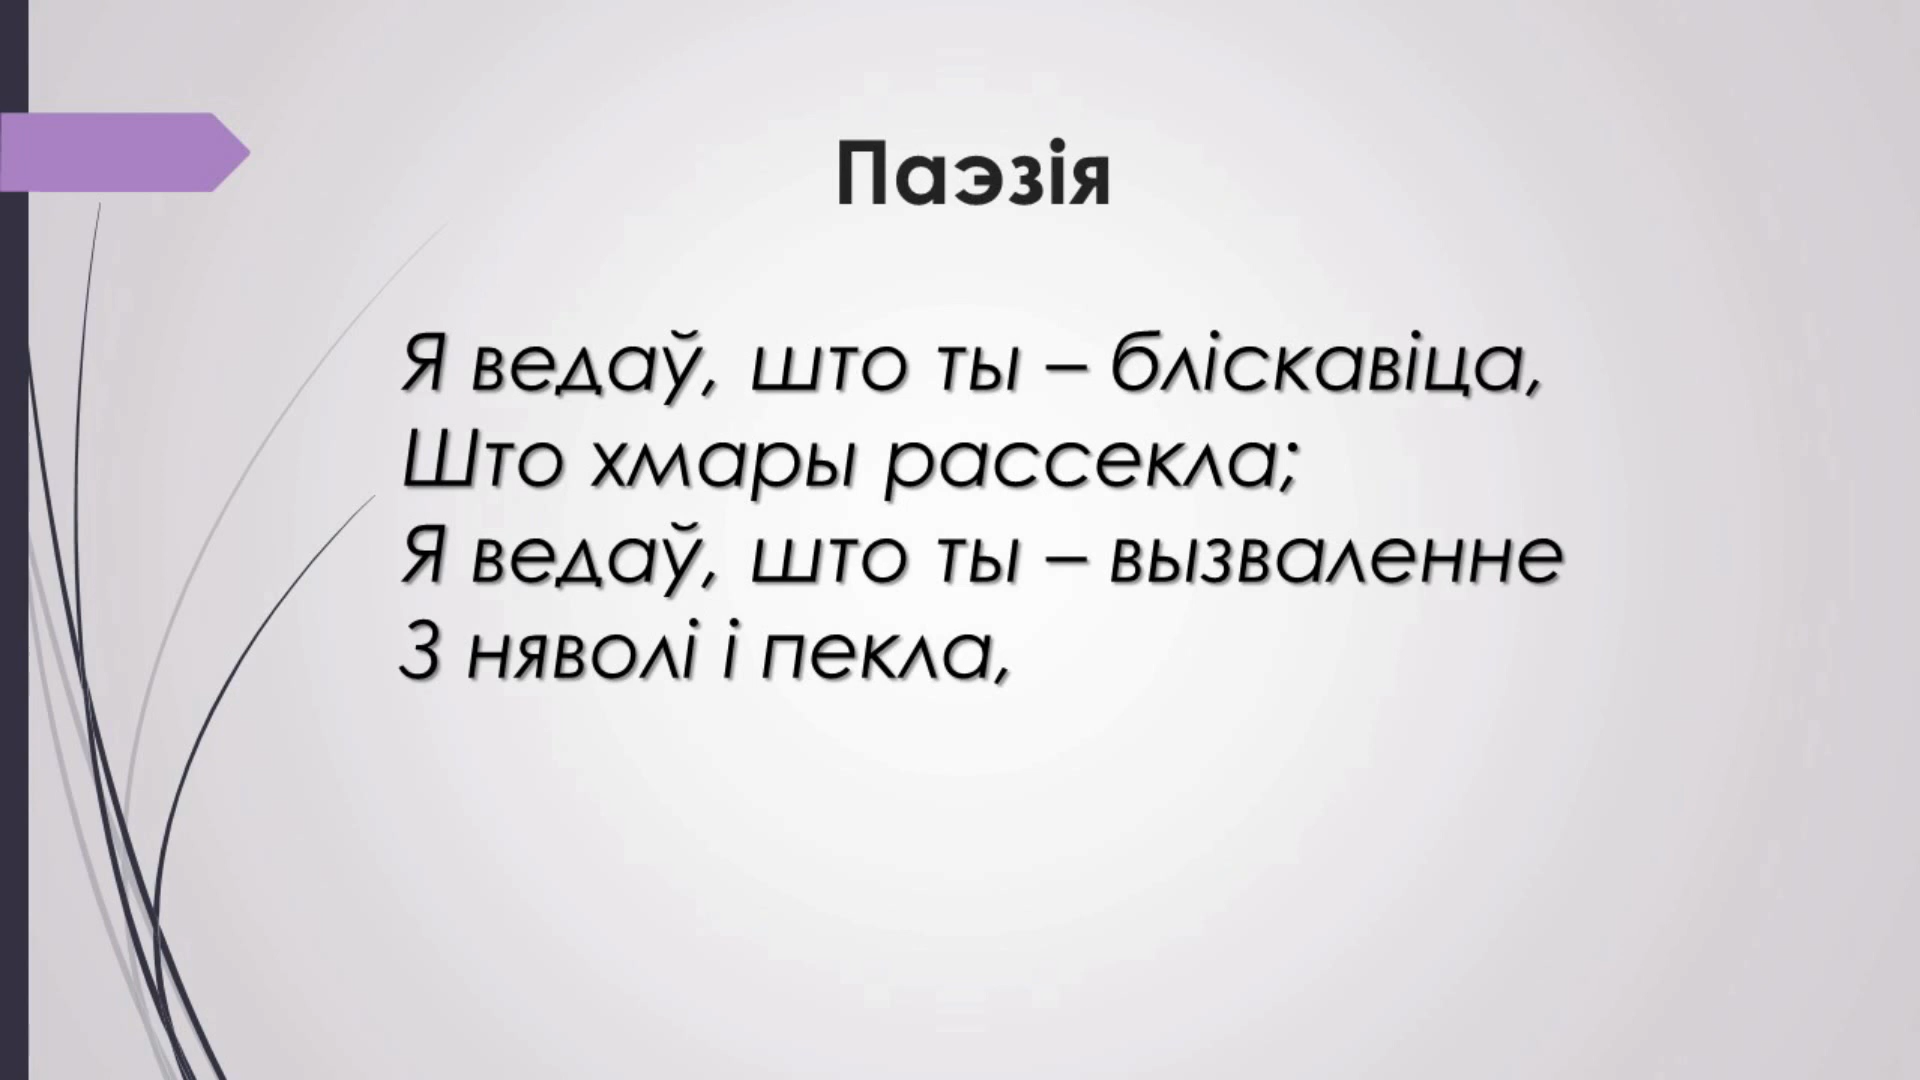 Паэзія
Я ведаў, што ты – бліскавіца,
Што хмары рассекла;
Я ведаў, што ты – вызваленне
З няволі і пекла,